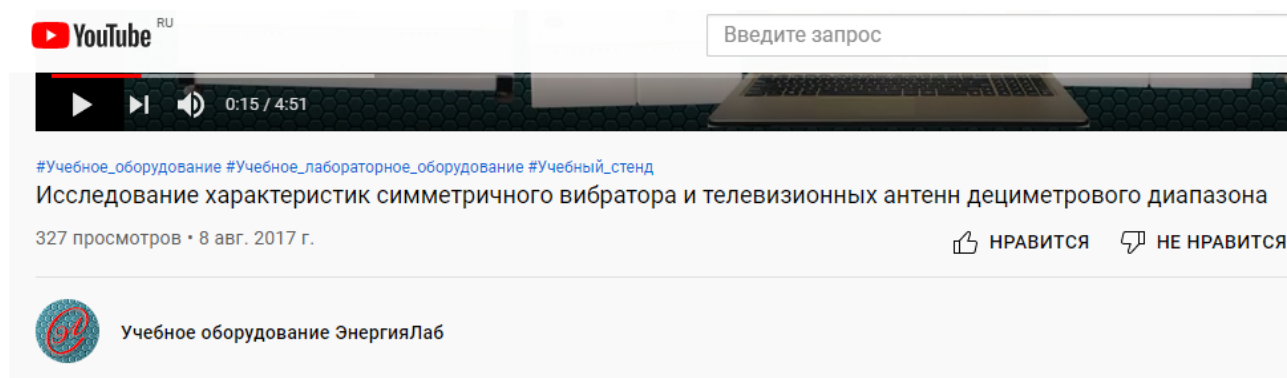 YouTube RU
Введите запрос
0:15 / 4:51
#Учебное_оборудование #Учебное_лабораторное_оборудование #Учебный_стенд
Исследование характеристик симметричного вибратора и телевизионных антенн дециметрового диапазона
327 просмотров • 8 авг. 2017 г.
НРАВИТСЯ НЕ НРАВИТСЯ
Учебное оборудование ЭнергияЛаб